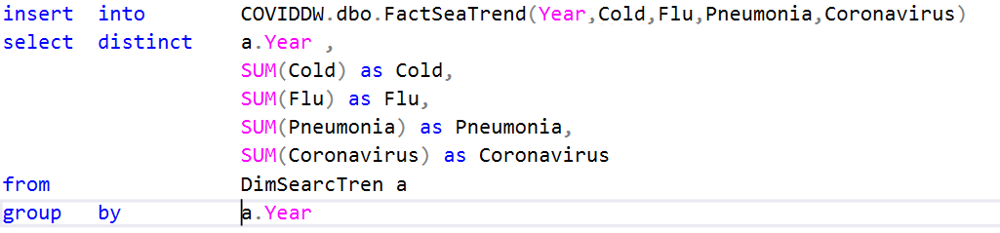 insert into COVIDDW.dbo.FactSeaTrend(Year,Cold,Flu,Pneumonia,Coronavirus)
select distinct a.Year ,
SUM(Cold) as Cold,
SUM(Flu) as Flu,
SUM(Pneumonia) as Pneumonia,
SUM(Coronavirus) as Coronavirus
from DimSearcTren a
group by a.Year